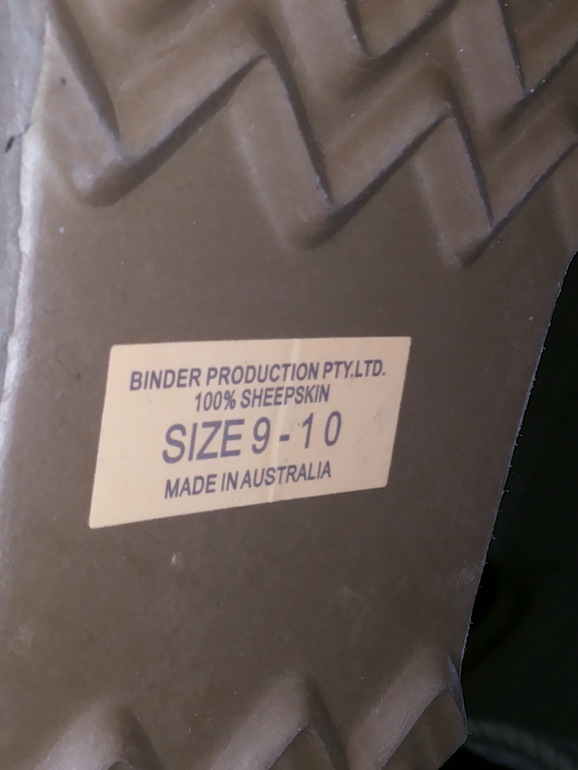 BINDER PRODUCTION PTY.LTD.
100% SHEEPSKIN
SIZE 9 - 10
MADE IN AUSTRALIA